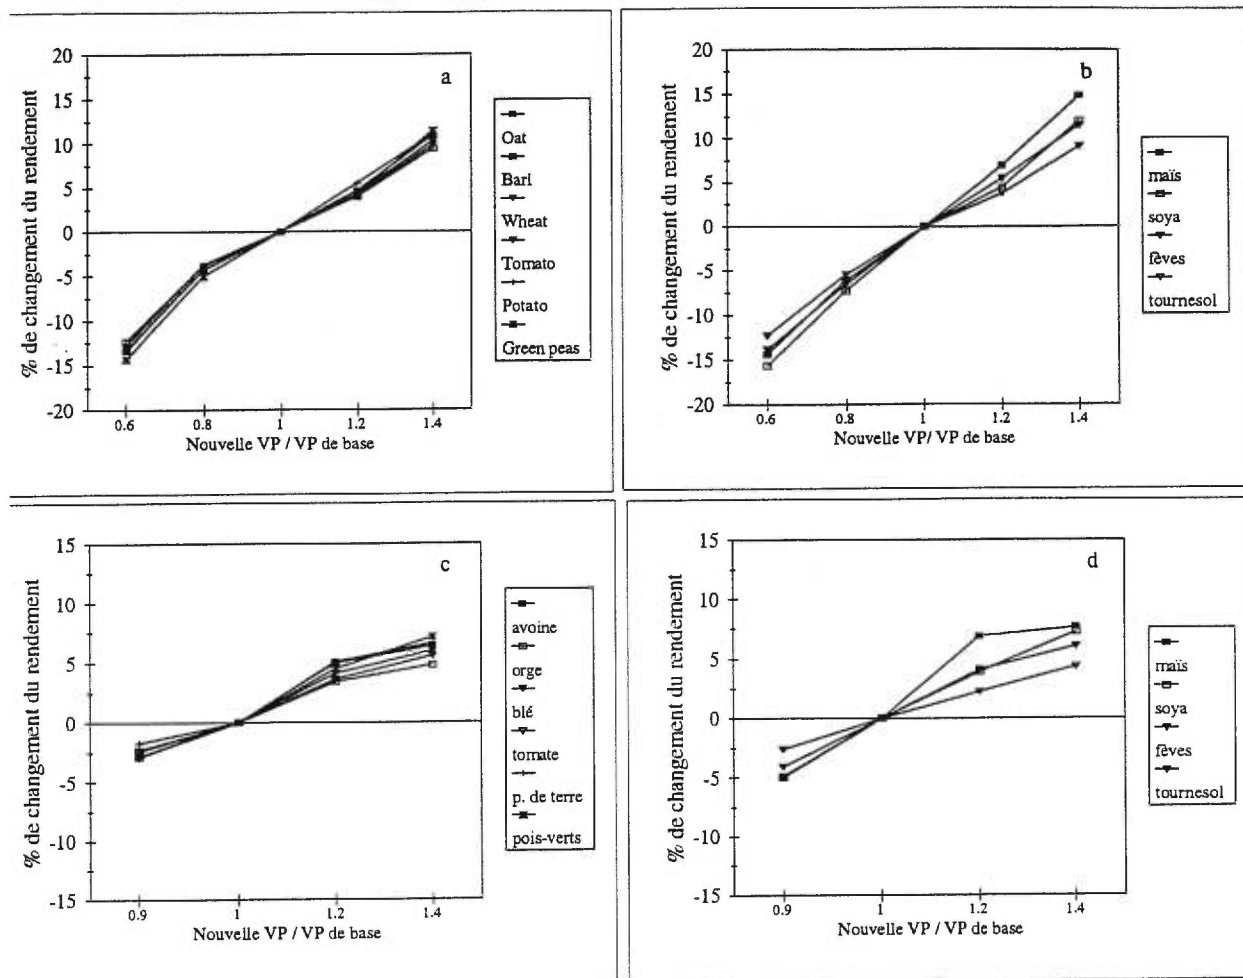 a
% de changement du rendement
20
15
10
5
0
-5
-10
-15
-20
0.6 0.8 1 1.2 1.4
Nouvelle VP / VP de base
Oat
Barl
Wheat
Tomato
Potato
Green peas
b
% de changement du rendement
20
15
10
5
0
-5
-10
-15
-20
0.6 0.8 1 1.2 1.4
Nouvelle VP/ VP de base
maïs
soya
fèves
tournesol
c
% de changement du rendement
15
10
5
0
-5
-10
-15
0.9 1 1.2 1.4
Nouvelle VP / VP de base
avoine
orge
blé
tomate
p. de terre
pois-verts
d
% de changement du rendement
15
10
5
0
-5
-10
-15
0.9 1 1.2 1.4
Nouvelle VP / VP de base
maïs
soya
fèves
tournesol